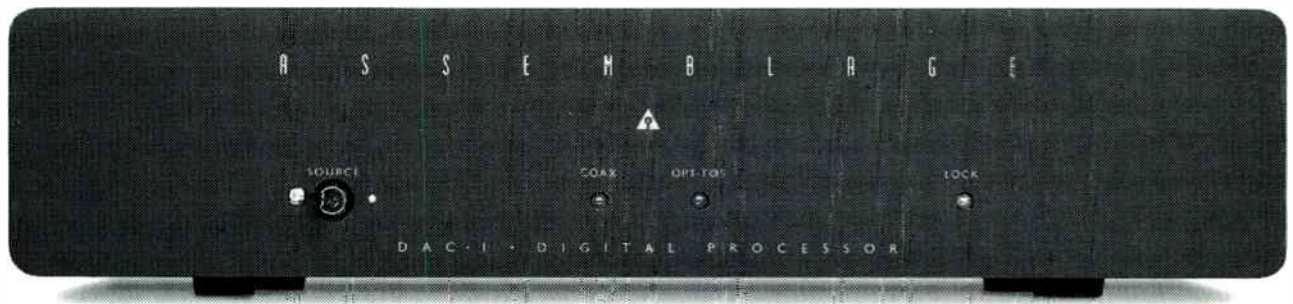 ASSEMBLAGE
SOURCE
COAX OPT-TOS
LOCK
DAC·1 · DIGITAL PROCESSOR